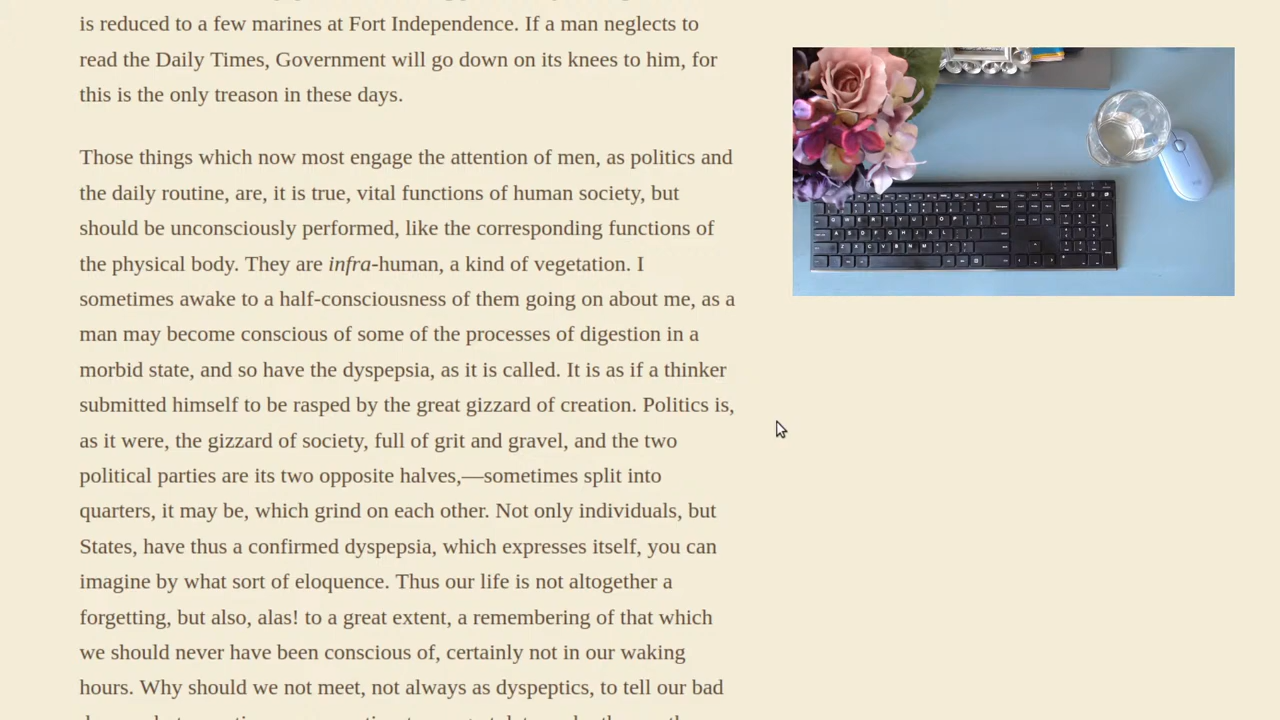 is reduced to a few marines at Fort Independence. If a man neglects to
read the Daily Times, Government will go down on its knees to him, for
this is the only treason in these days.
Those things which now most engage the attention of men, as politics and
the daily routine, are, it is true, vital functions of human society, but
should be unconsciously performed, like the corresponding functions of
the physical body. They are infra-human, a kind of vegetation. I
sometimes awake to a half-consciousness of them going on about me, as a
man may become conscious of some of the processes of digestion in a
morbid state, and so have the dyspepsia, as it is called. It is as if a thinker
submitted himself to be rasped by the great gizzard of creation. Politics is,
as it were, the gizzard of society, full of grit and gravel, and the two
political parties are its two opposite halves,—sometimes split into
quarters, it may be, which grind on each other. Not only individuals, but
States, have thus a confirmed dyspepsia, which expresses itself, you can
imagine by what sort of eloquence. Thus our life is not altogether a
forgetting, but also, alas! to a great extent, a remembering of that which
we should never have been conscious of, certainly not in our waking
hours. Why should we not meet, not always as dyspeptics, to tell our bad